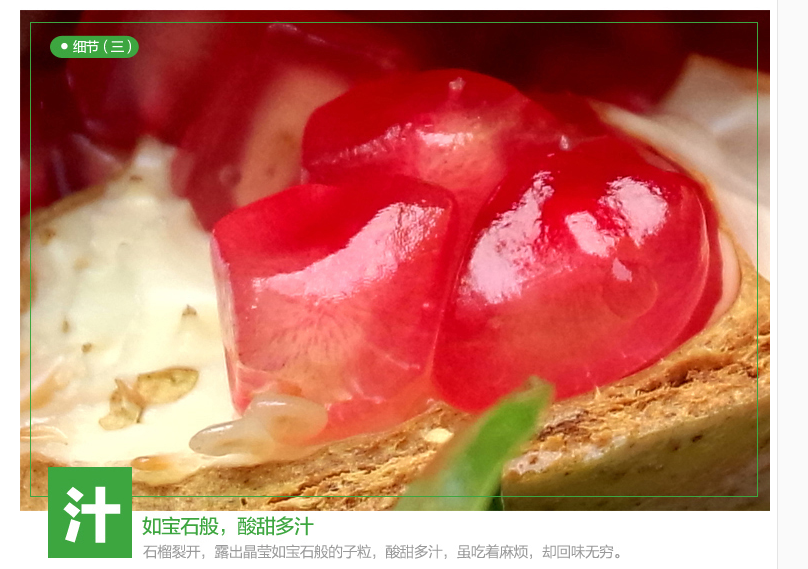 细节(三)
汁
如宝石般，酸甜多汁
石榴裂开，露出晶莹如宝石般的子粒，酸甜多汁，虽吃着麻烦，却回味无穷。